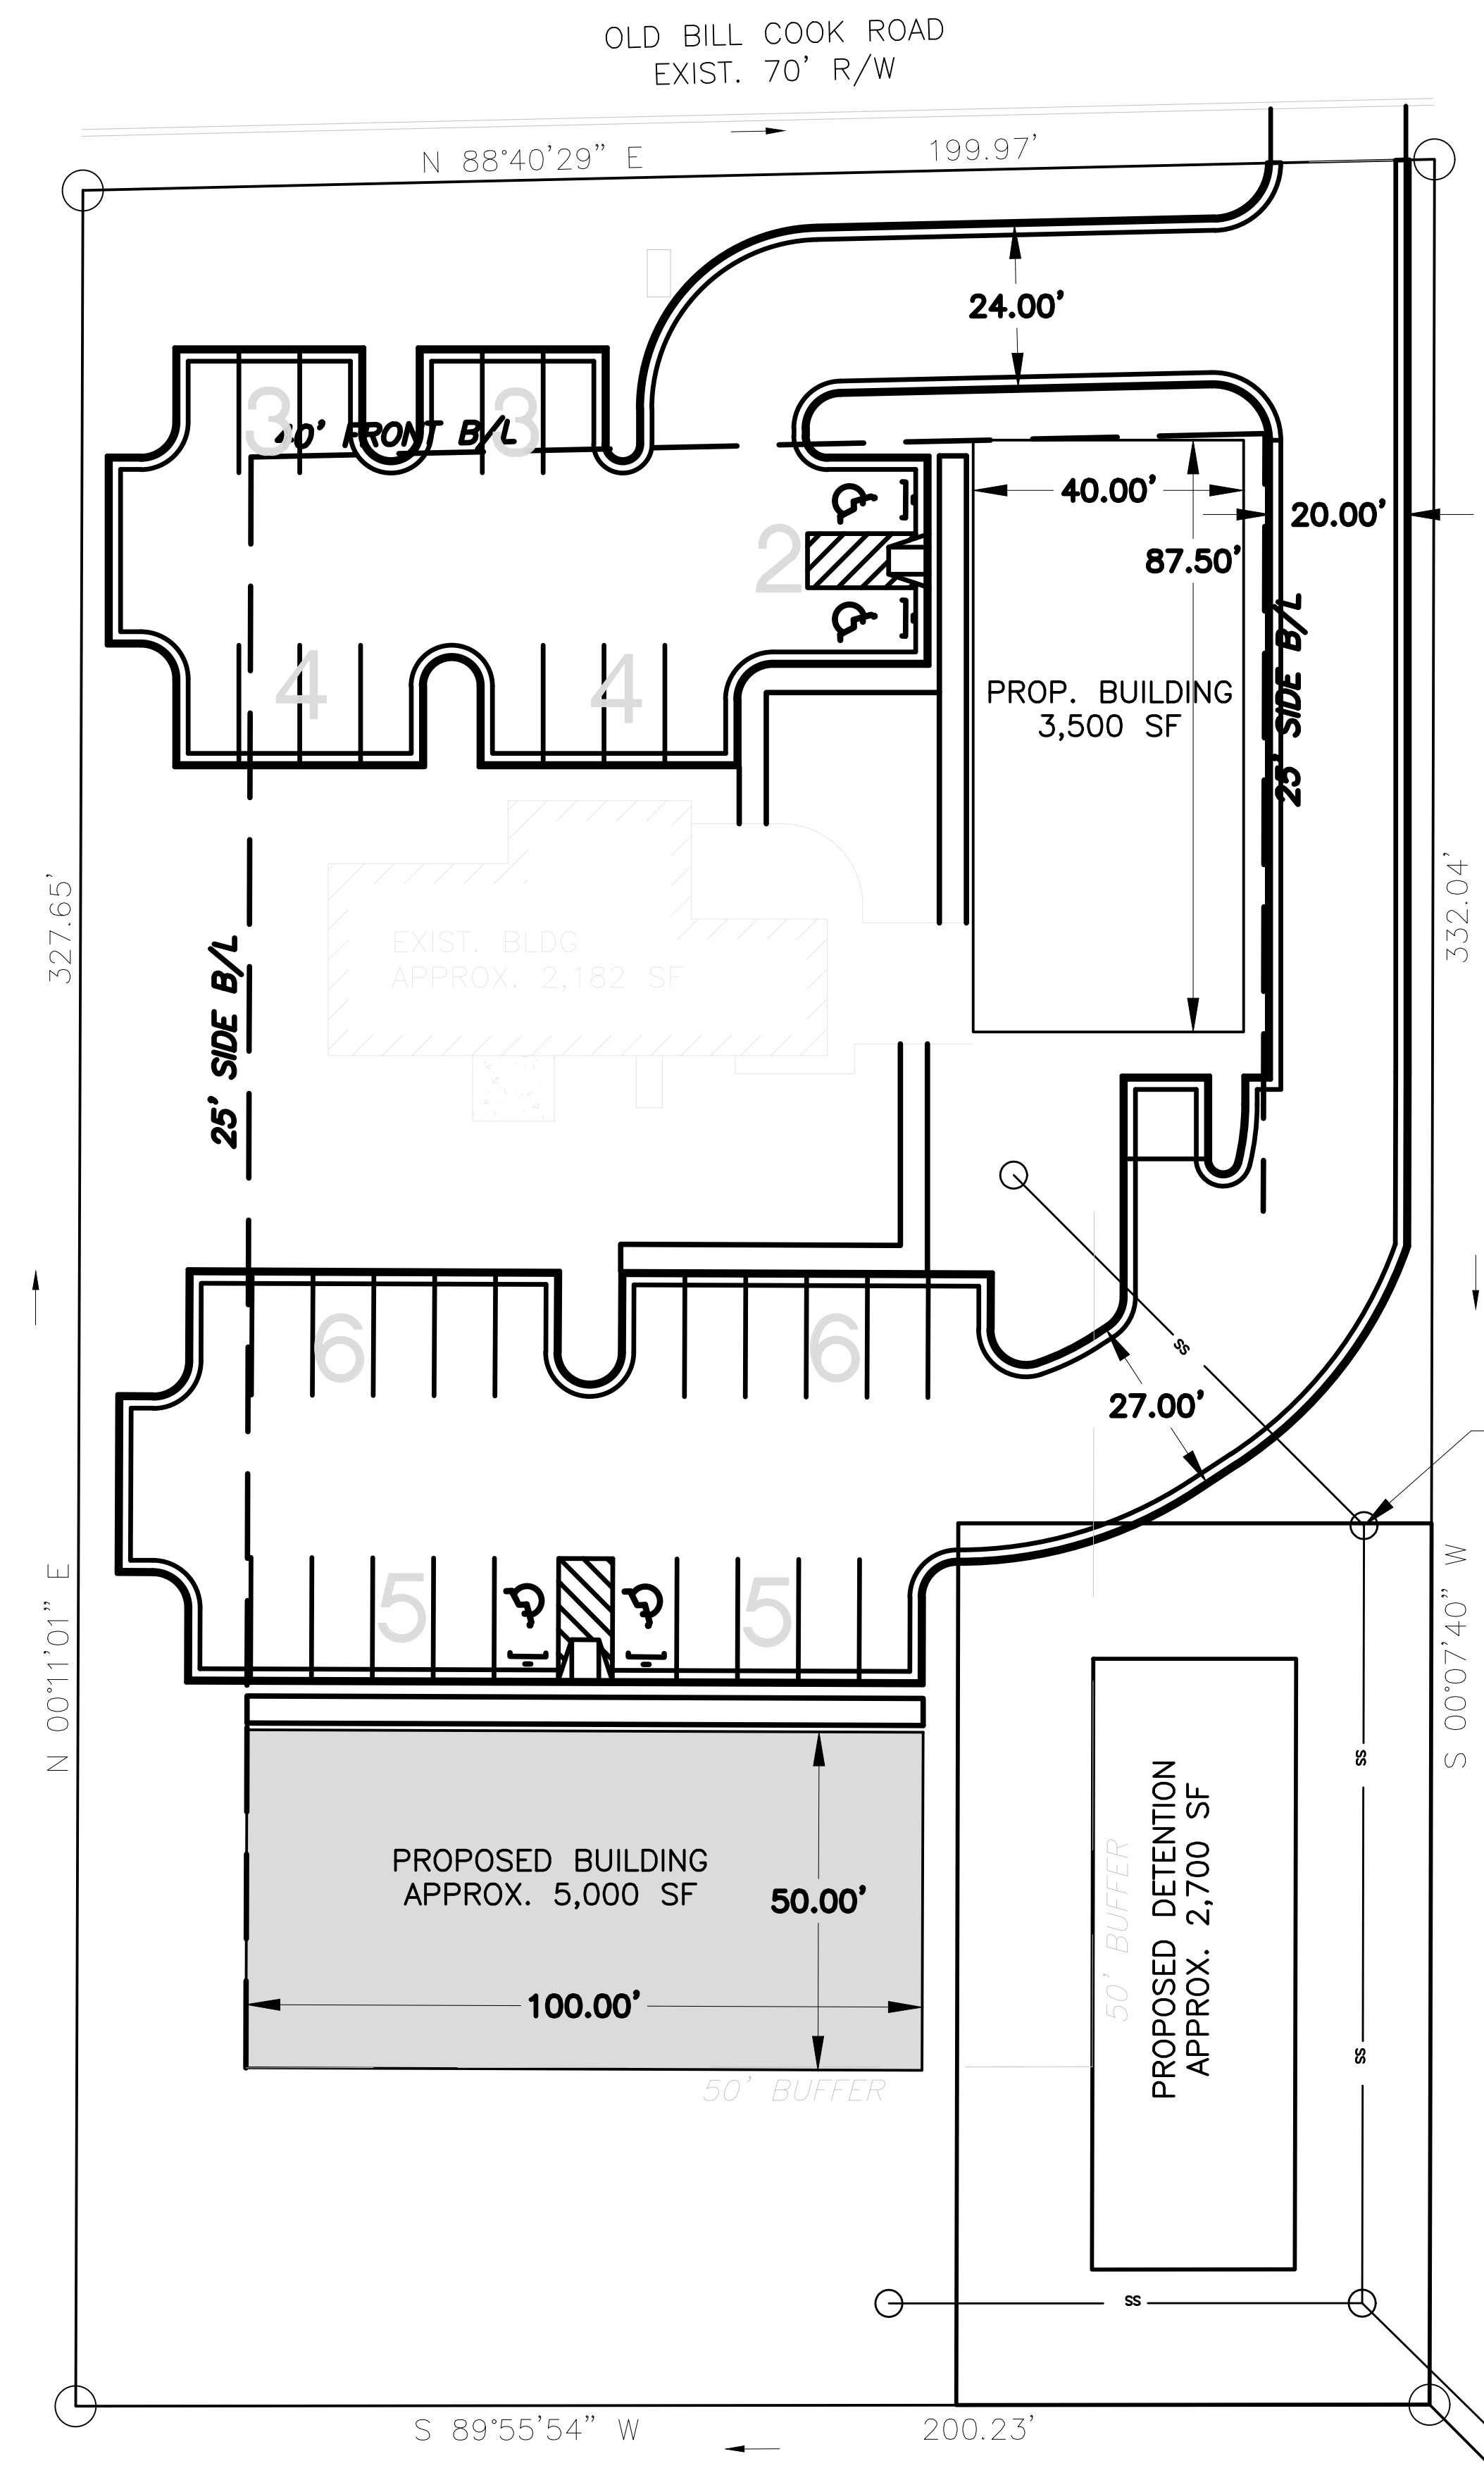 OLD BILL COOK ROAD
EXIST. 70' R/W
N 88°40'29" E
199.97'
24.00'
3
3
40' FRONT B/L
40.00'
20.00'
2
87.50'
25' SIDE B/L
4
4
PROP. BUILDING
3,500 SF
327.65'
332.04'
EXIST. BLDG
APPROX. 2,182 SF
25' SIDE B/L
6
6
SS
27.00'
N 00°11'01" E
S 00°07'40" W
5
5
SS
PROPOSED BUILDING
APPROX. 5,000 SF
50.00'
100.00'
50' BUFFER
50' BUFFER
PROPOSED DETENTION
APPROX. 2,700 SF
SS
SS
S 89°55'54" W
200.23'